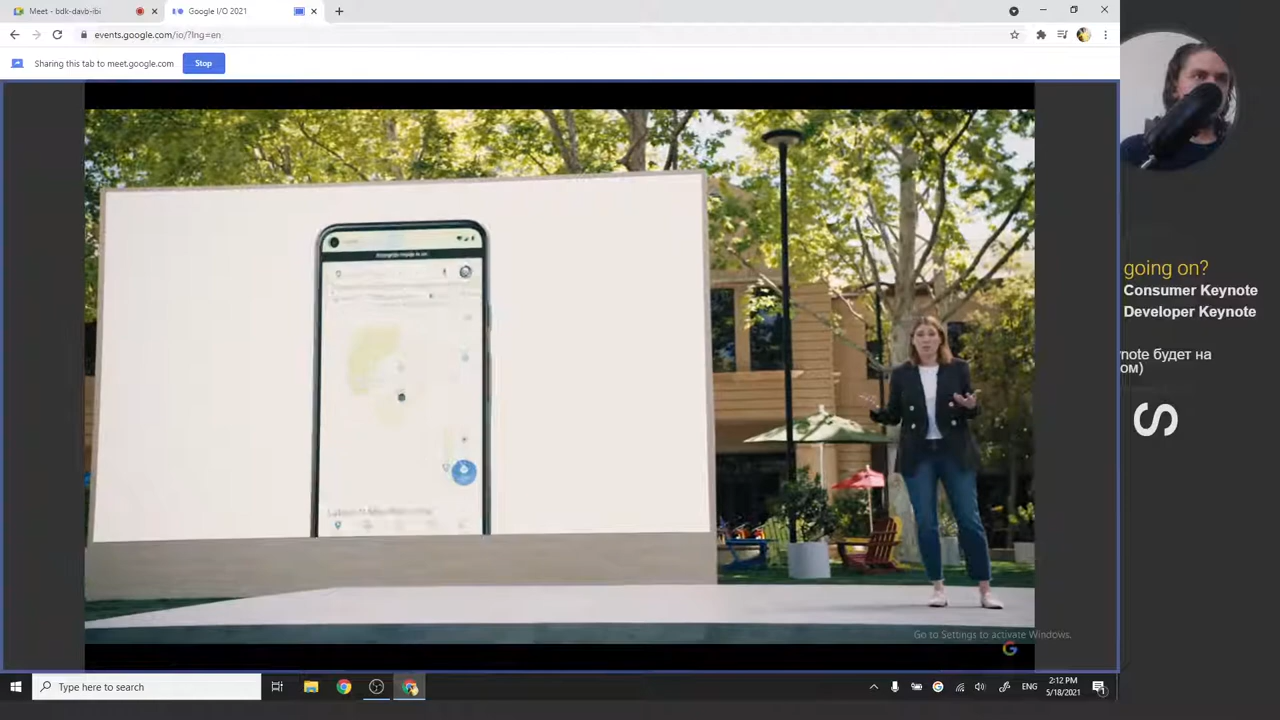 Meet - bdk-davb-ibi
Google I/O 2021
events.google.com/io/?lng=en
Sharing this tab to meet.google.com
Stop
going on?
Consumer Keynote
Developer Keynote
note будет на
ом)
S
Go to Settings to activate Windows.
Type here to search
ENG
2:12 PM
5/18/2021